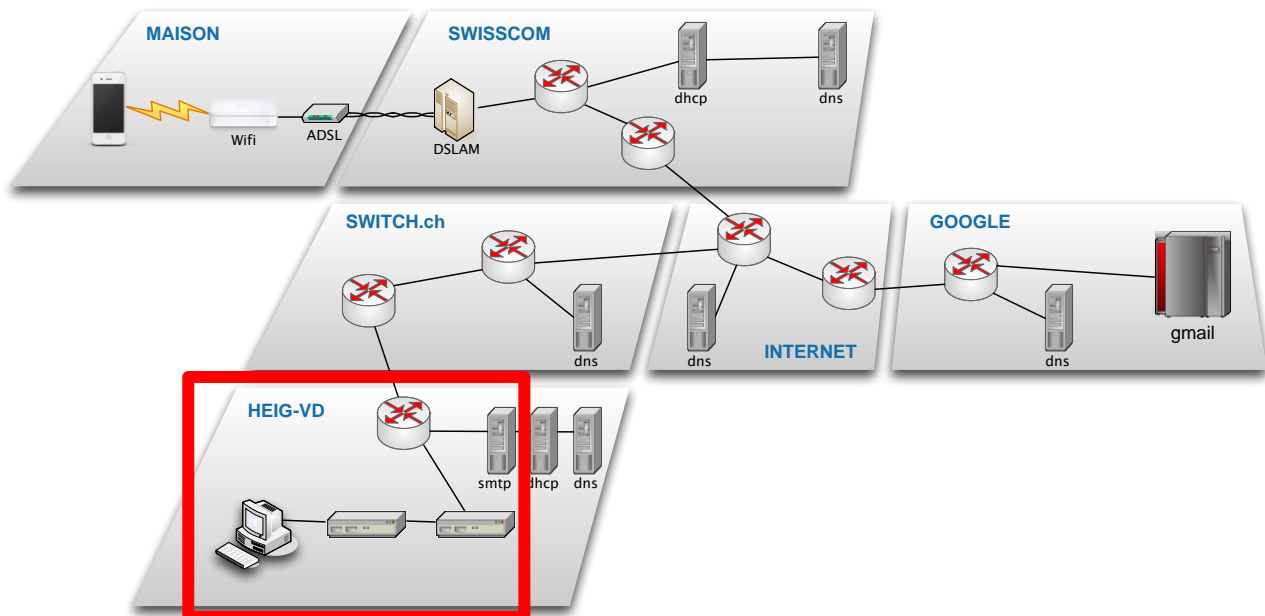 MAISON
SWISSCOM
Wifi
ADSL
DSLAM
dhcp
dns
SWITCH.ch
dns
INTERNET
dns
GOOGLE
dns
gmail
HEIG-VD
smtp
dhcp
dns